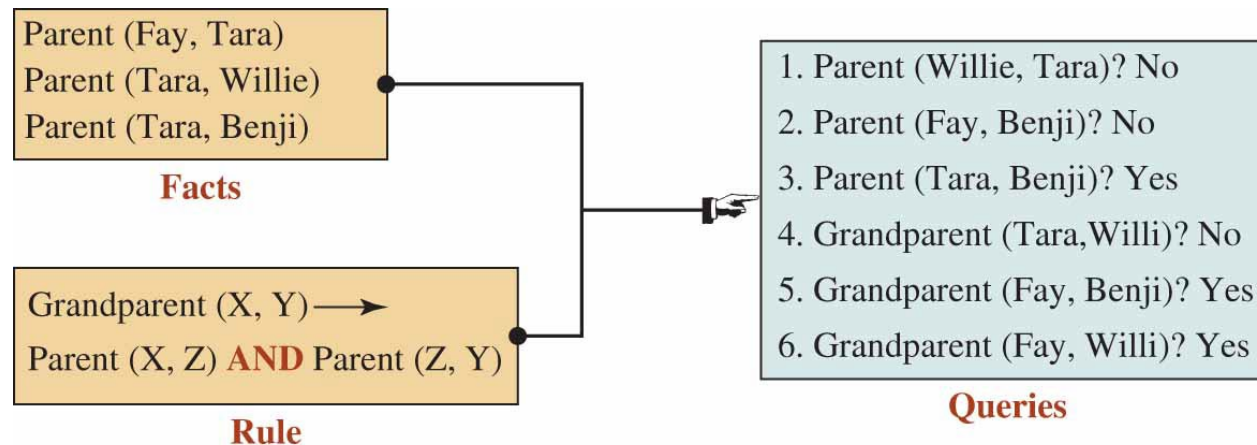 Parent (Fay, Tara)
Parent (Tara, Willie)
Parent (Tara, Benji)
Facts
Grandparent (X, Y) →
Parent (X, Z) AND Parent (Z, Y)
Rule
1. Parent (Willie, Tara)? No
2. Parent (Fay, Benji)? No
3. Parent (Tara, Benji)? Yes
4. Grandparent (Tara,Willi)? No
5. Grandparent (Fay, Benji)? Yes
6. Grandparent (Fay, Willi)? Yes
Queries